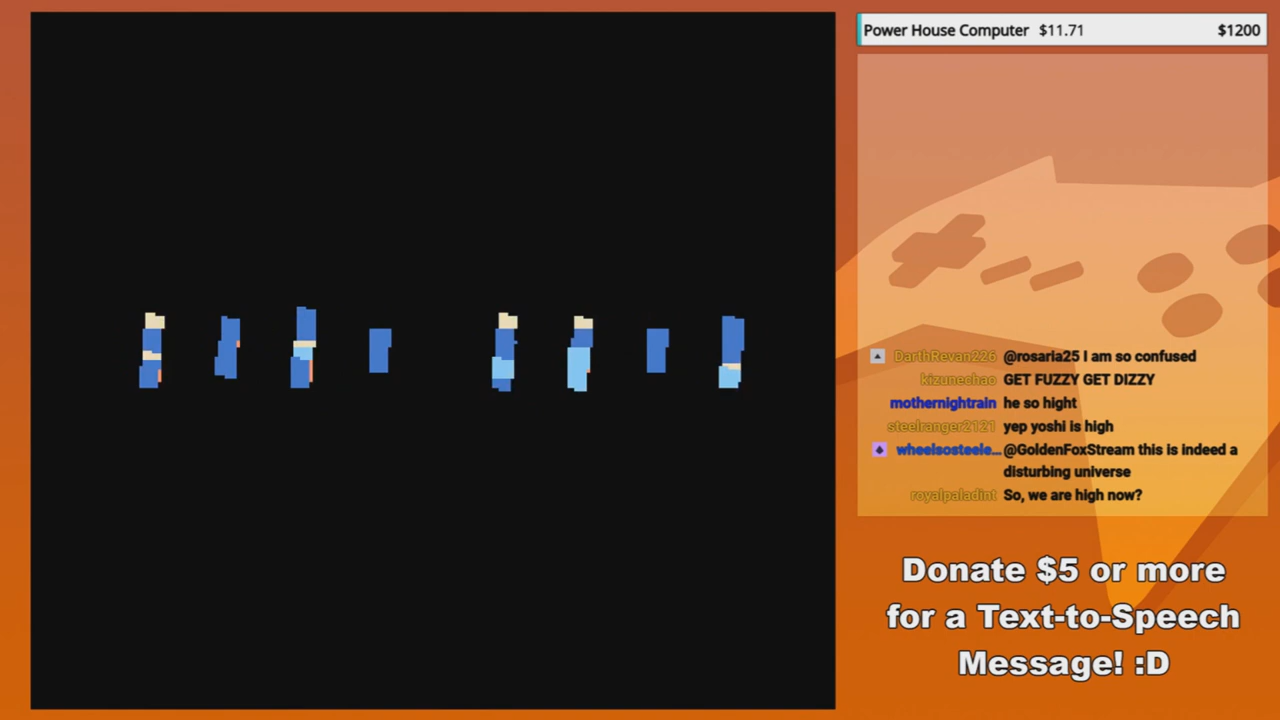 Power House Computer $11.71 $1200
DarthRevan226 @rosaria25 I am so confused
kizunechao GET FUZZY GET DIZZY
mothernightrain he so hight
steelranger2121 yep yoshi is high
wheelsosteele... @GoldenFoxStream this is indeed a
disturbing universe
royalpaladint So, we are high now?
Donate $5 or more
for a Text-to-Speech
Message! :D